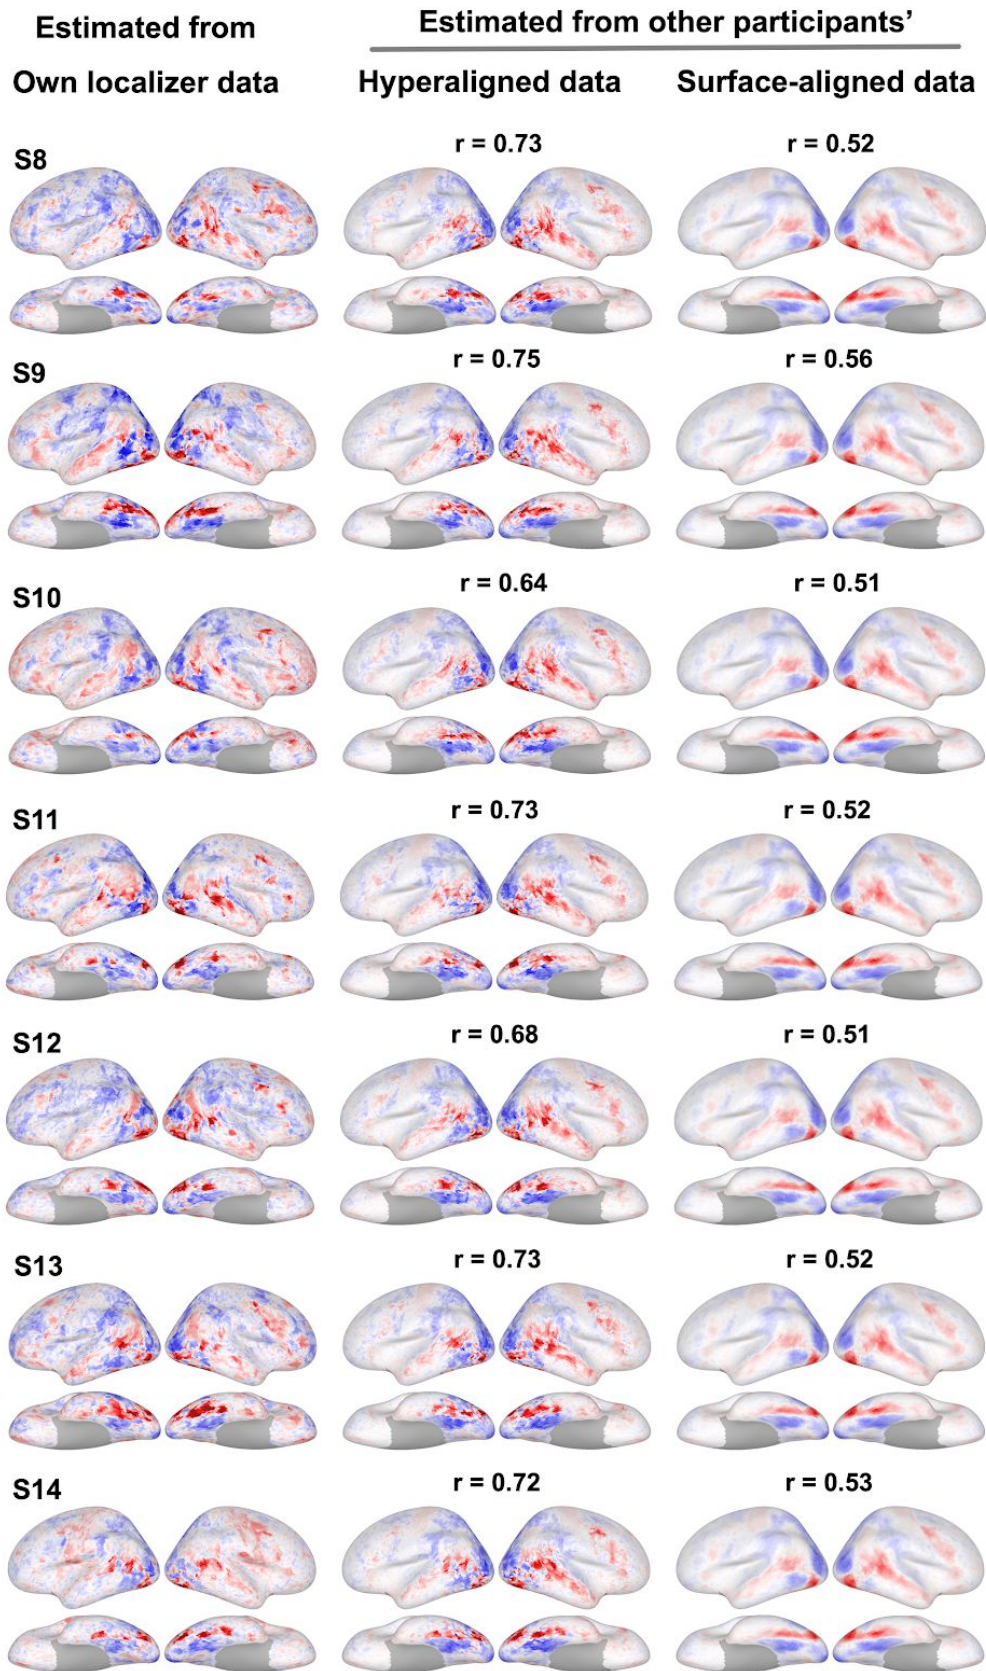 Estimated from
Estimated from other participants'
Own localizer data
Hyperaligned data
Surface-aligned data
S8
r = 0.73
r = 0.52
S9
r = 0.75
r = 0.56
S10
r = 0.64
r = 0.51
S11
r = 0.73
r = 0.52
S12
r = 0.68
r = 0.51
S13
r = 0.73
r = 0.52
S14
r = 0.72
r = 0.53